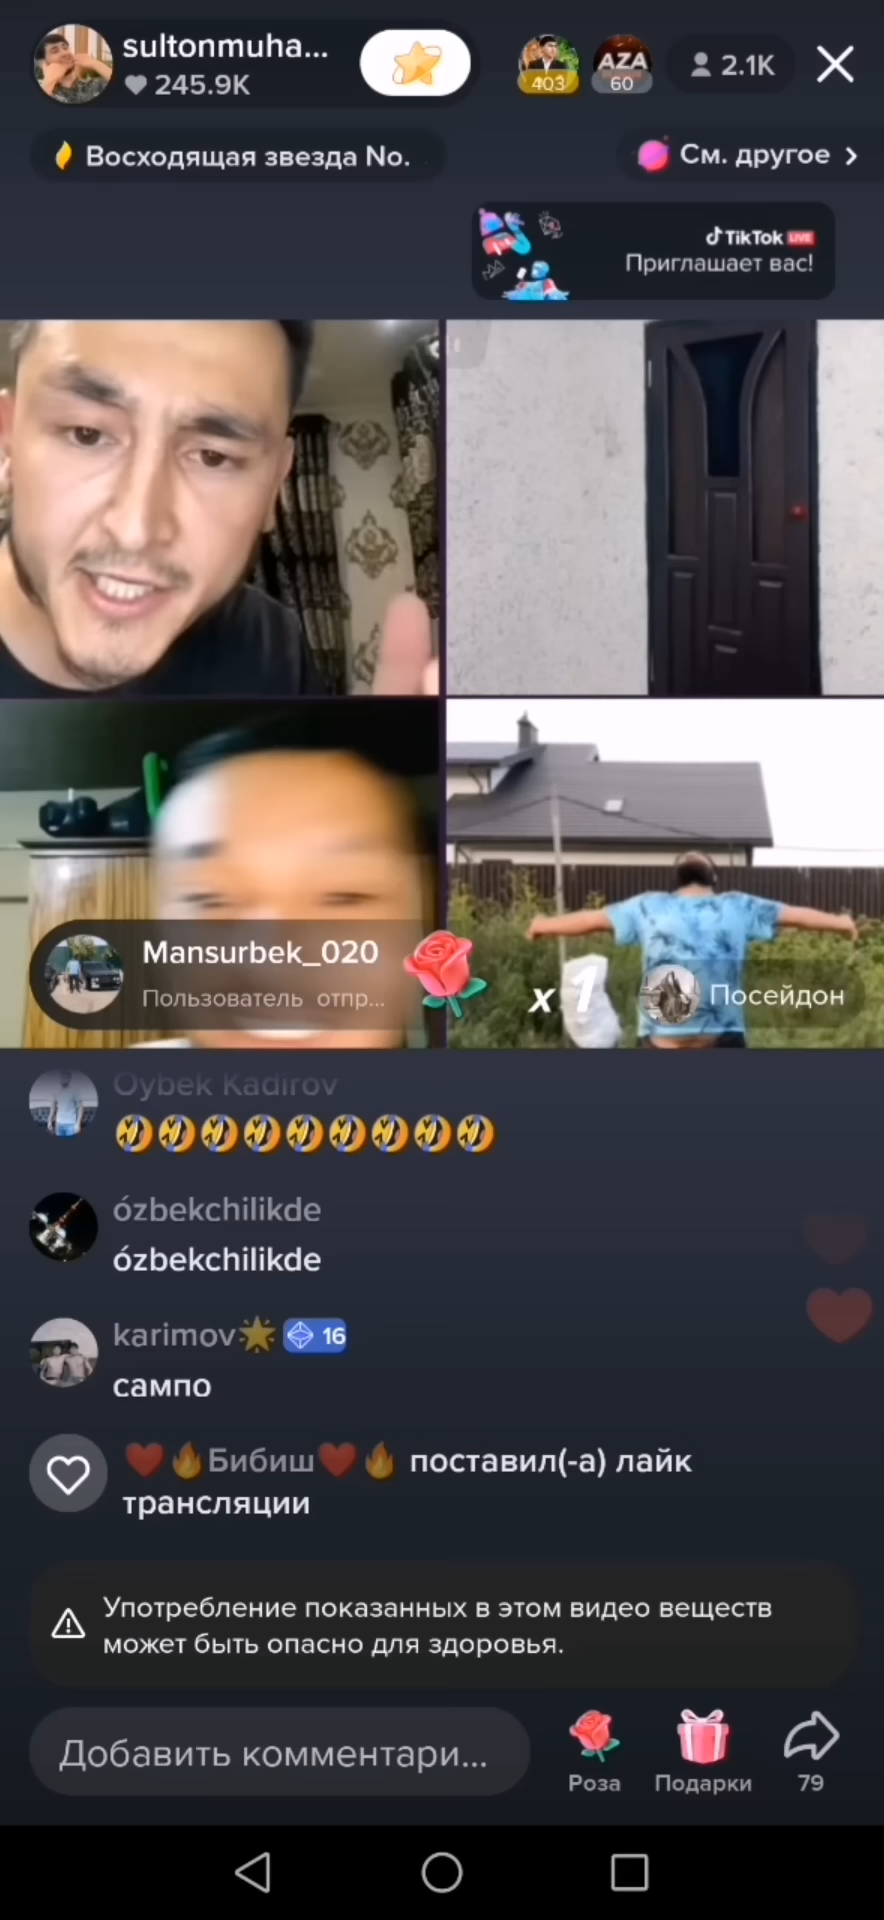 sultonmuha...
245.9K
403
AZA
60
2.1K
Восходящая звезда No.
См. другое
TikTok LIVE
Приглашает вас!
Mansurbek_020
Пользователь отпр...
x 1
Посейдон
Oybek Kadirov
🤣🤣🤣🤣🤣🤣🤣🤣🤣
ózbekchilikde
ózbekchilikde
karimov🌟 16
сампо
❤️🔥Бибиш❤️🔥 поставил(-а) лайк
трансляции
Употребление показанных в этом видео веществ
может быть опасно для здоровья.
Добавить комментари...
Роза
Подарки
79